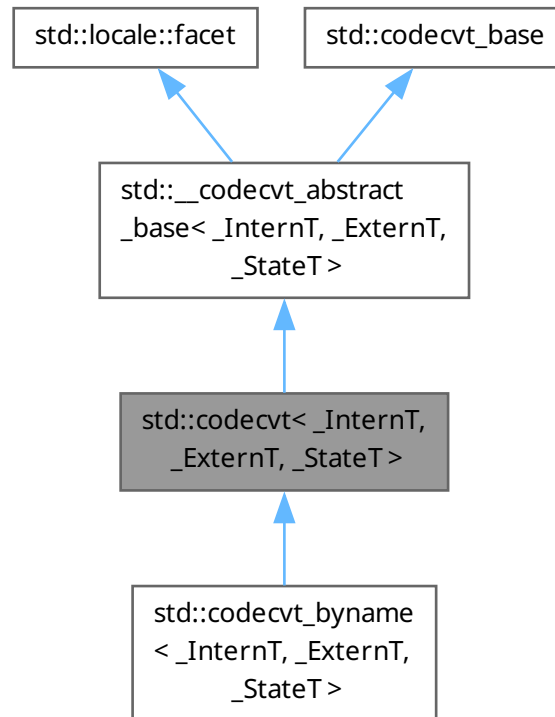 std::locale::facet
std::codecvt_base
std::__codecvt_abstract
_base< _InternT, _ExternT,
_StateT >
std::codecvt< _InternT,
_ExternT, _StateT >
std::codecvt_byname
< _InternT, _ExternT,
_StateT >